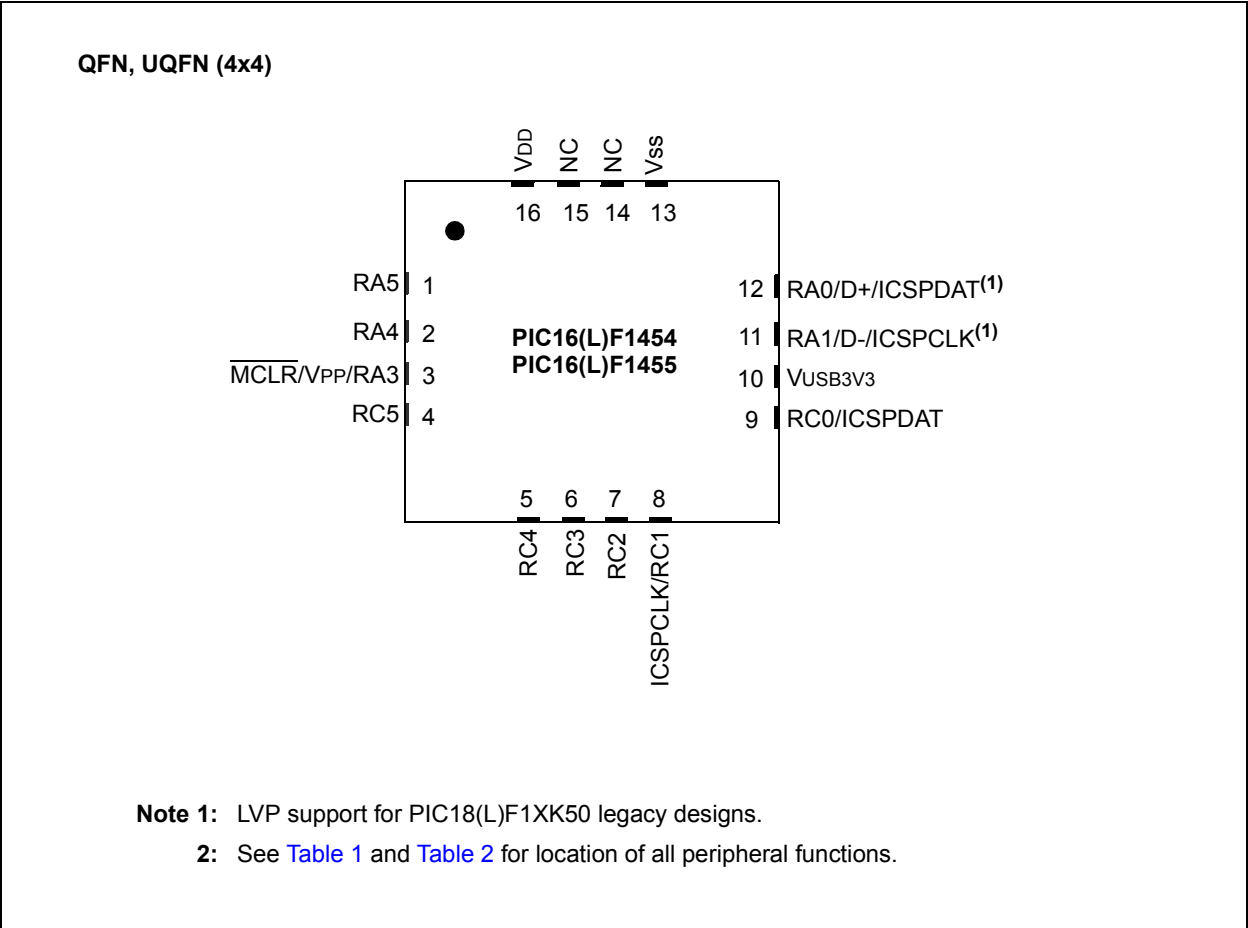 QFN, UQFN (4x4)
VDD
NC
NC
Vss
16 15 14 13
RA5 1
RA4 2
MCLR/VPP/RA3 3
RC5 4
PIC16(L)F1454
PIC16(L)F1455
12 RA0/D+/ICSPDAT(1)
11 RA1/D-/ICSPCLK(1)
10 VUSB3V3
9 RC0/ICSPDAT
5 6 7 8
RC4
RC3
RC2
ICSPCLK/RC1
Note 1: LVP support for PIC18(L)F1XK50 legacy designs.
2: See Table 1 and Table 2 for location of all peripheral functions.